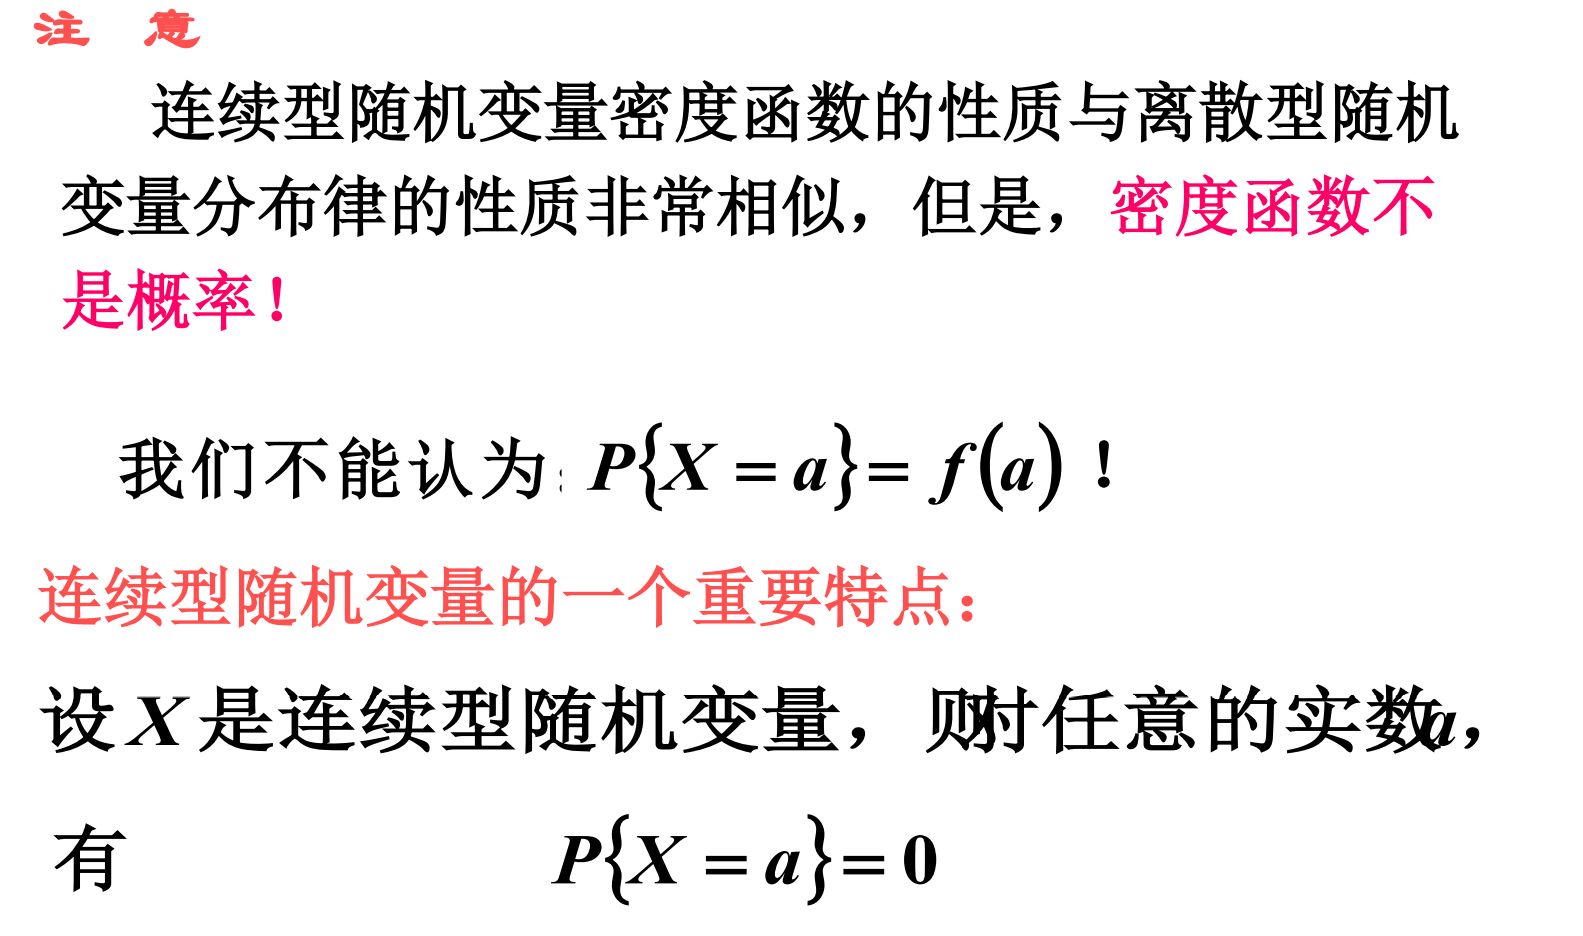 注 意
连续型随机变量密度函数的性质与离散型随机
变量分布律的性质非常相似，但是，密度函数不
是概率！
我们不能认为：P{X = a} = f(a)！
连续型随机变量的一个重要特点：
设 X 是连续型随机变量，则对任意的实数a，
有 P{X = a} = 0